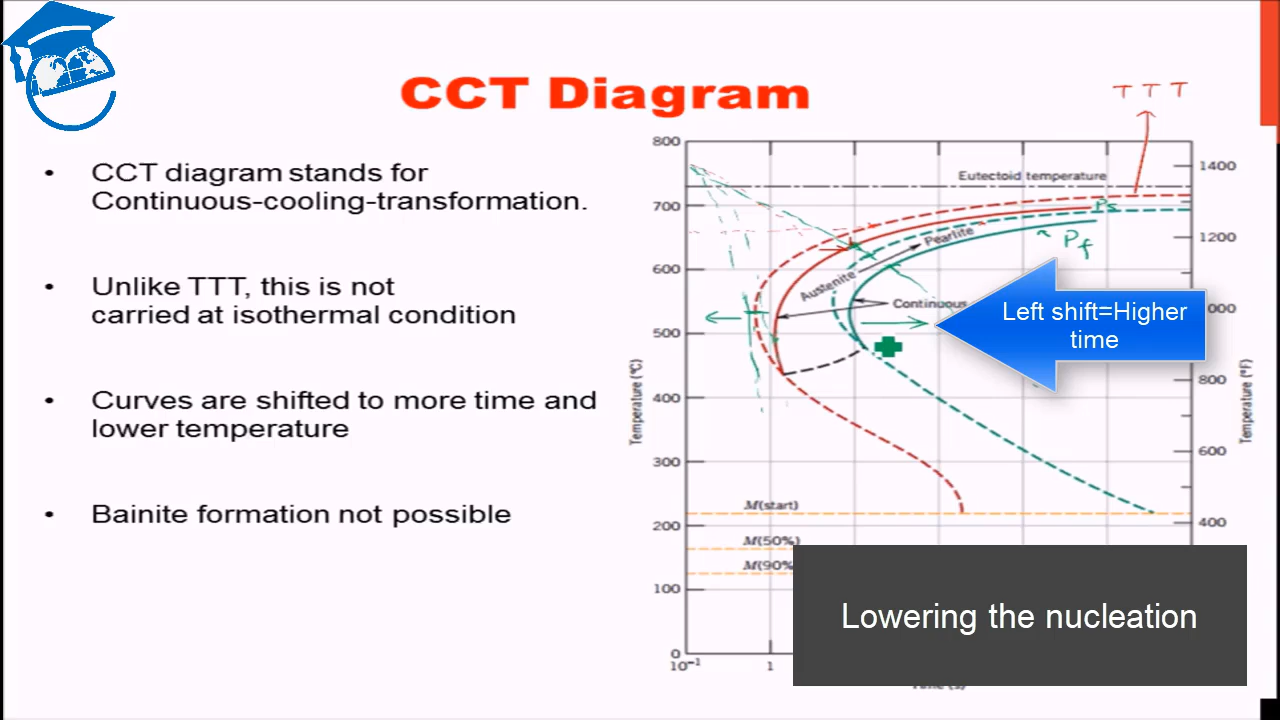 CCT Diagram
• CCT diagram stands for
Continuous-cooling-transformation.
• Unlike TTT, this is not
carried at isothermal condition
• Curves are shifted to more time and
lower temperature
• Bainite formation not possible
TTT
800
1400
Eutectoid temperature
700
Ps
1200
Pearlite
Pf
600
Austenite
Continuous
000
Left shift=Higher
time
500
Temperature (°C)
800
Temperature (°F)
400
600
300
M(start)
200
400
M(50%)
M(90%
100
Lowering the nucleation
0
10⁻¹
1